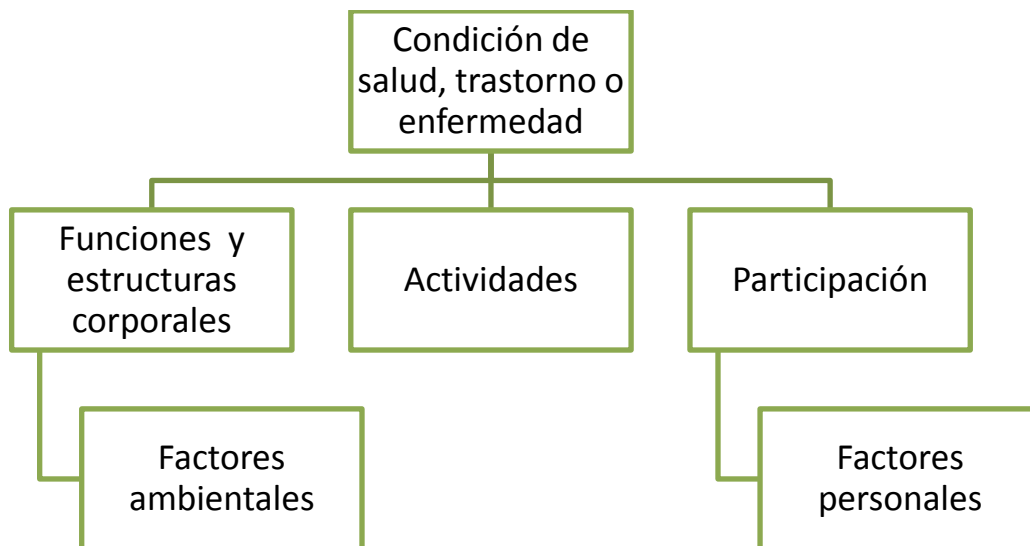 Condición de
salud, trastorno o
enfermedad
Funciones y
estructuras
corporales
Actividades
Participación
Factores
ambientales
Factores
personales